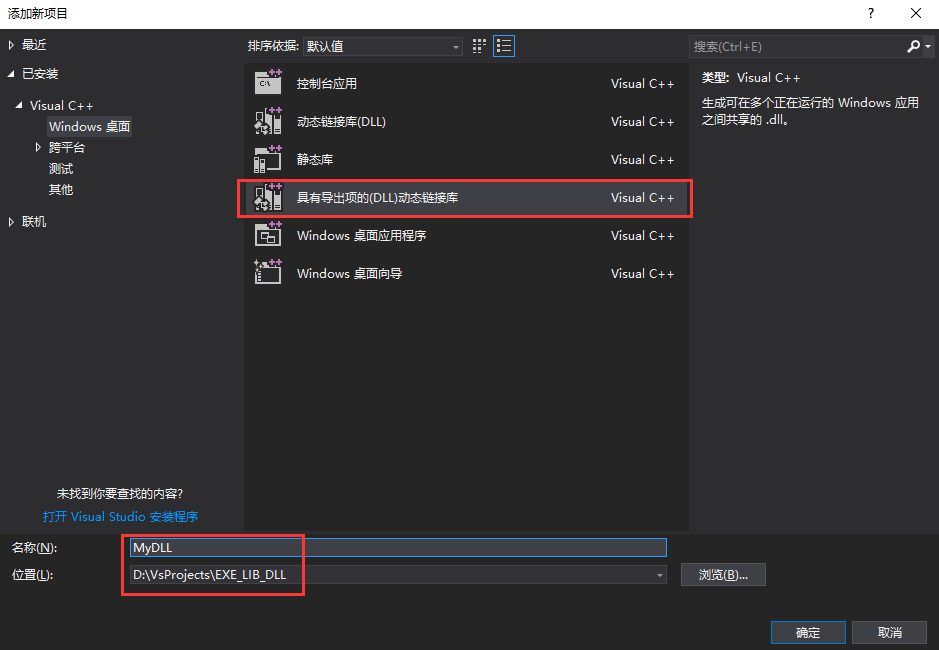 添加新项目
最近
已安装
Visual C++
Windows 桌面
跨平台
测试
其他
联机
未找到你要查找的内容?
打开 Visual Studio 安装程序
排序依据: 默认值
控制台应用 Visual C++
动态链接库(DLL) Visual C++
静态库 Visual C++
具有导出项的(DLL)动态链接库 Visual C++
Windows 桌面应用程序 Visual C++
Windows 桌面向导 Visual C++
搜索(Ctrl+E)
类型: Visual C++
生成可在多个正在运行的 Windows 应用
之间共享的 .dll。
名称(N): MyDLL
位置(L): D:\VsProjects\EXE_LIB_DLL
浏览(B)...
确定 取消